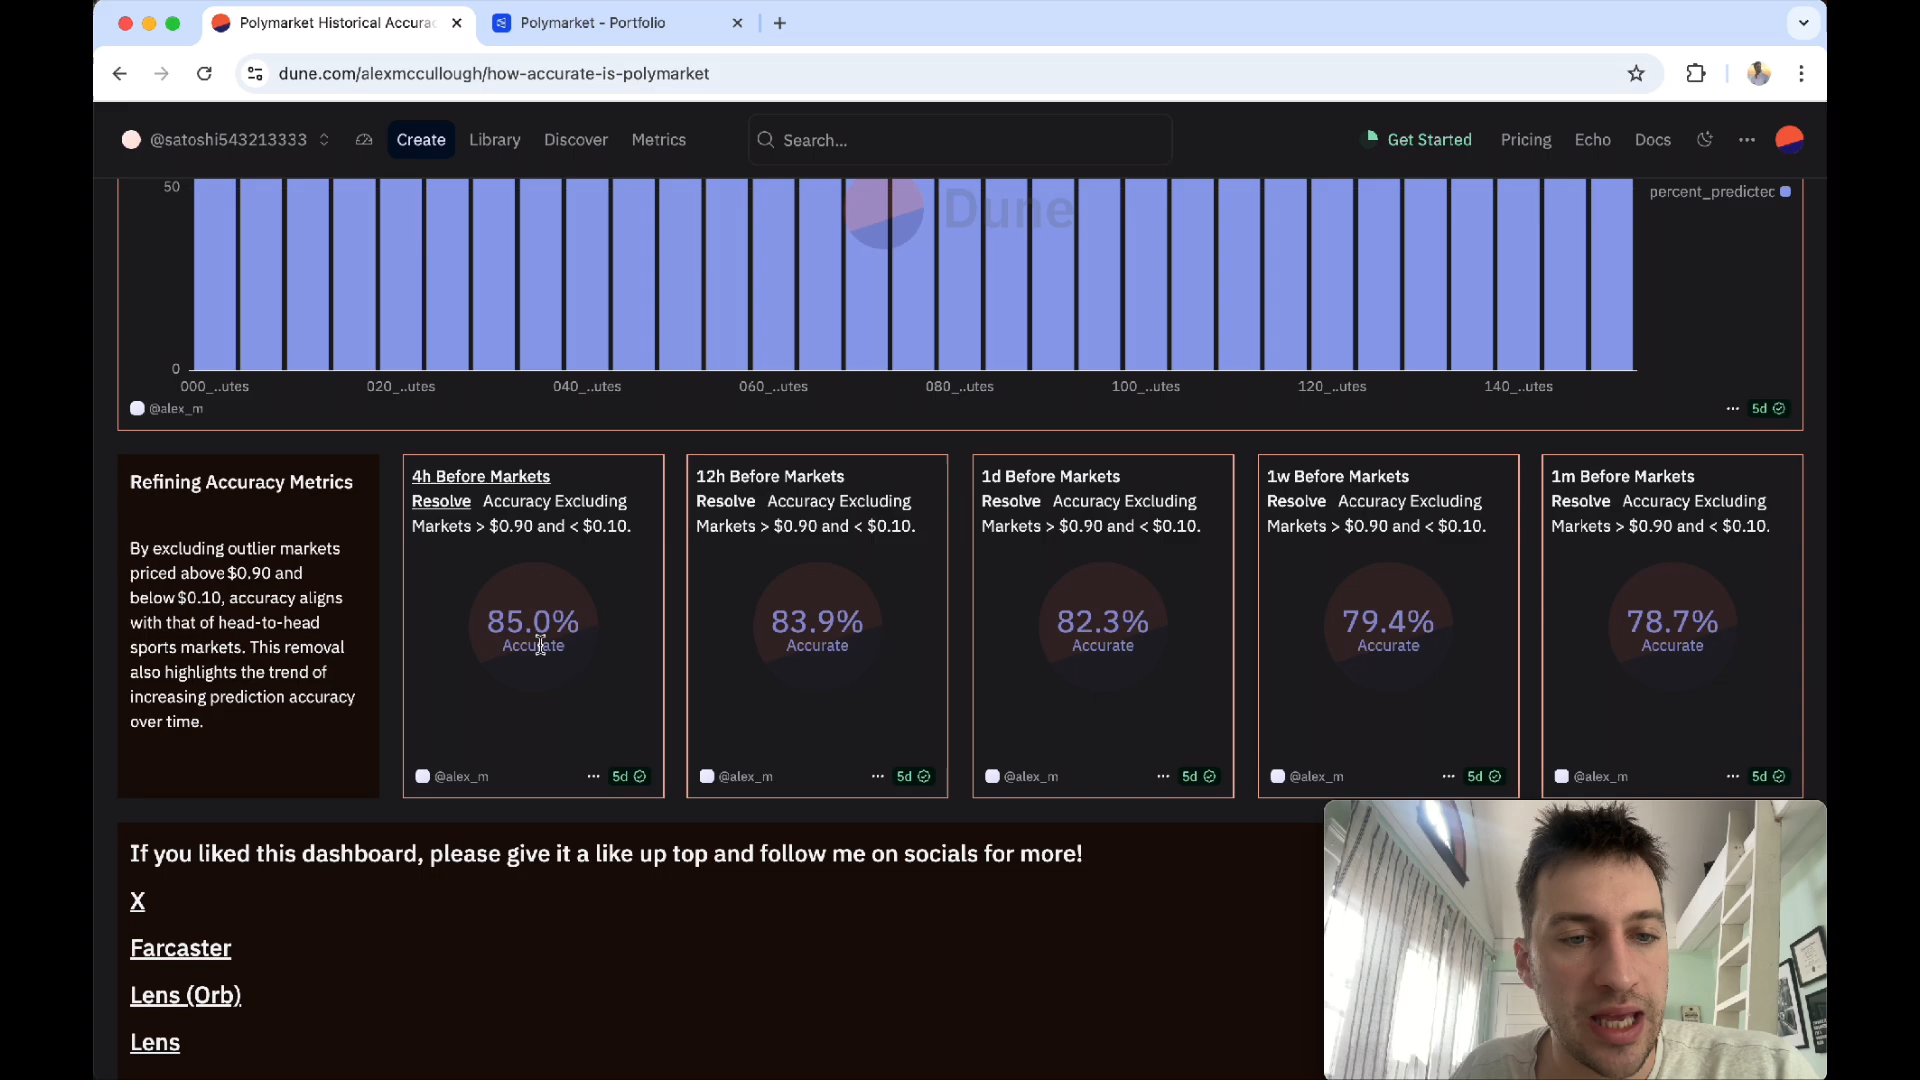 Polymarket Historical Accurac
Polymarket - Portfolio
dune.com/alexmccullough/how-accurate-is-polymarket
@satoshi543213333
Create
Library
Discover
Metrics
Search...
Get Started
Pricing
Echo
Docs
50
0
Dune
percent_predictec
000_..utes
020_..utes
040_..utes
060_..utes
080_..utes
100_..utes
120_..utes
140_..utes
@alex_m
5d
Refining Accuracy Metrics
By excluding outlier markets
priced above $0.90 and
below $0.10, accuracy aligns
with that of head-to-head
sports markets. This removal
also highlights the trend of
increasing prediction accuracy
over time.
4h Before Markets
Resolve Accuracy Excluding
Markets > $0.90 and < $0.10.
85.0%
Accurate
@alex_m
5d
12h Before Markets
Resolve Accuracy Excluding
Markets > $0.90 and < $0.10.
83.9%
Accurate
@alex_m
5d
1d Before Markets
Resolve Accuracy Excluding
Markets > $0.90 and < $0.10.
82.3%
Accurate
@alex_m
5d
1w Before Markets
Resolve Accuracy Excluding
Markets > $0.90 and < $0.10.
79.4%
Accurate
@alex_m
5d
1m Before Markets
Resolve Accuracy Excluding
Markets > $0.90 and < $0.10.
78.7%
Accurate
@alex_m
5d
If you liked this dashboard, please give it a like up top and follow me on socials for more!
X
Farcaster
Lens (Orb)
Lens